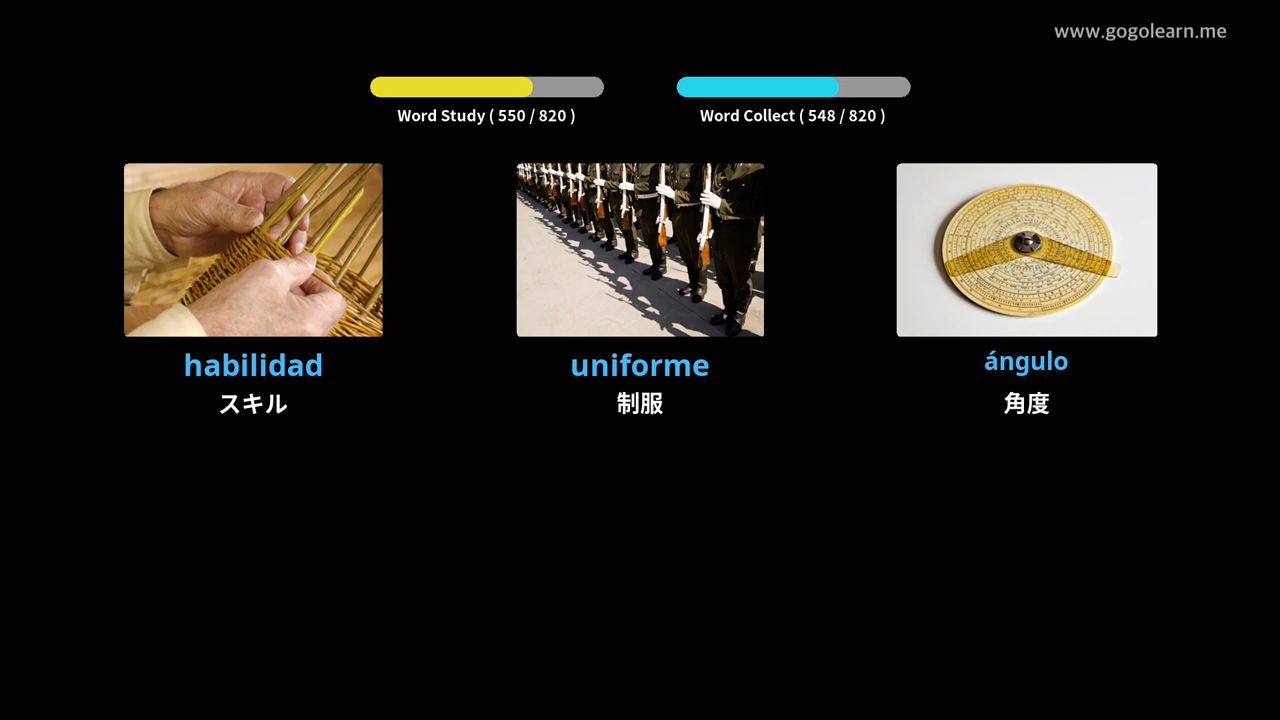 www.gogolearn.me
Word Study ( 550 / 820 )
Word Collect ( 548 / 820 )
habilidad
スキル
uniforme
制服
ángulo
角度